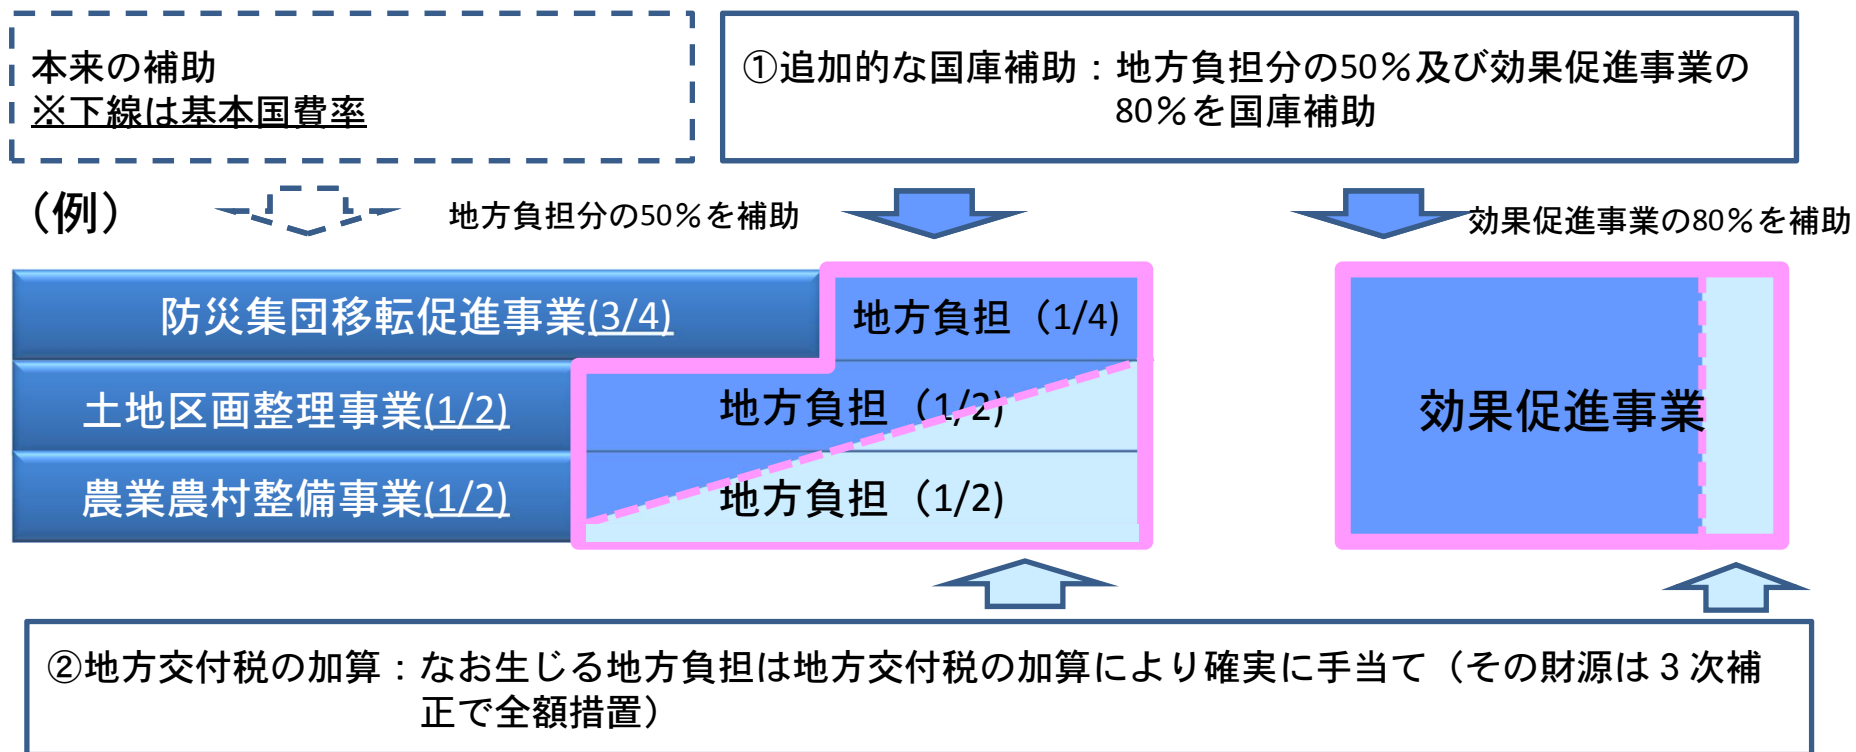 本来の補助
※下線は基本国費率
①追加的な国庫補助：地方負担分の50％及び効果促進事業の
80％を国庫補助
（例）
地方負担分の50％を補助
効果促進事業の80％を補助
防災集団移転促進事業(3/4)
地方負担（1/4)
土地区画整理事業(1/2)
地方負担（1/2)
農業農村整備事業(1/2)
地方負担（1/2)
効果促進事業
②地方交付税の加算：なお生じる地方負担は地方交付税の加算により確実に手当て（その財源は３次補
正で全額措置）